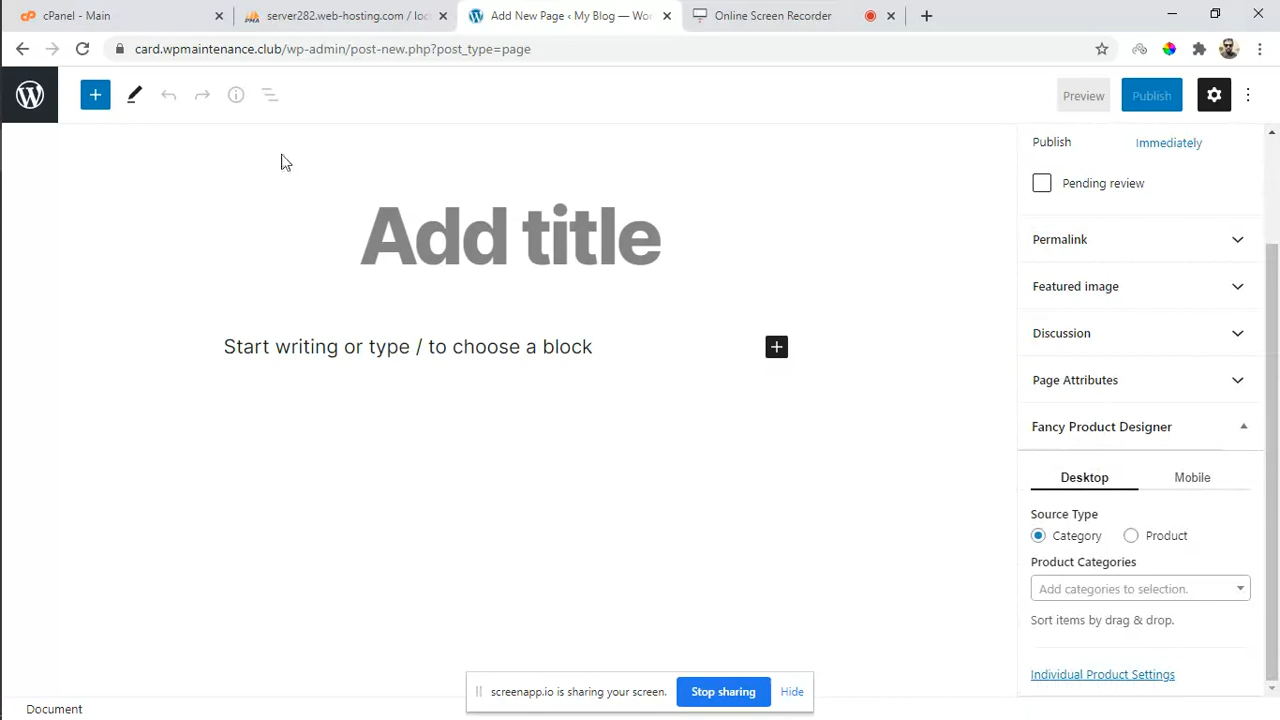 cPanel - Main
server282.web-hosting.com / loc
Add New Page ‹ My Blog — Wor
Online Screen Recorder
card.wpmaintenance.club/wp-admin/post-new.php?post_type=page
Preview
Publish
Publish
Immediately
Pending review
Add title
Permalink
Featured image
Start writing or type / to choose a block
Discussion
Page Attributes
Fancy Product Designer
Desktop
Mobile
Source Type
Category
Product
Product Categories
Add categories to selection.
Sort items by drag & drop.
Individual Product Settings
screenapp.io is sharing your screen.
Stop sharing
Hide
Document